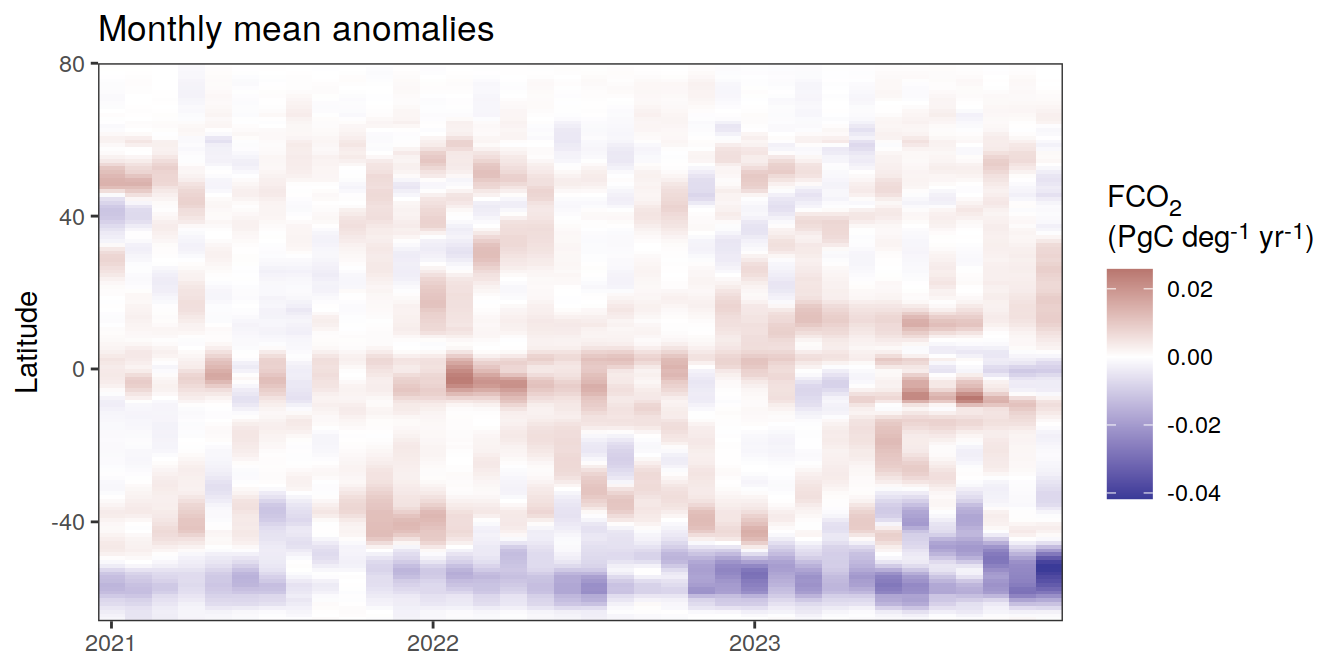 Monthly mean anomalies
80
40
0
-40
Latitude
2021 2022 2023
FCO₂
(PgC deg⁻¹ yr⁻¹)
0.02
0.00
-0.02
-0.04